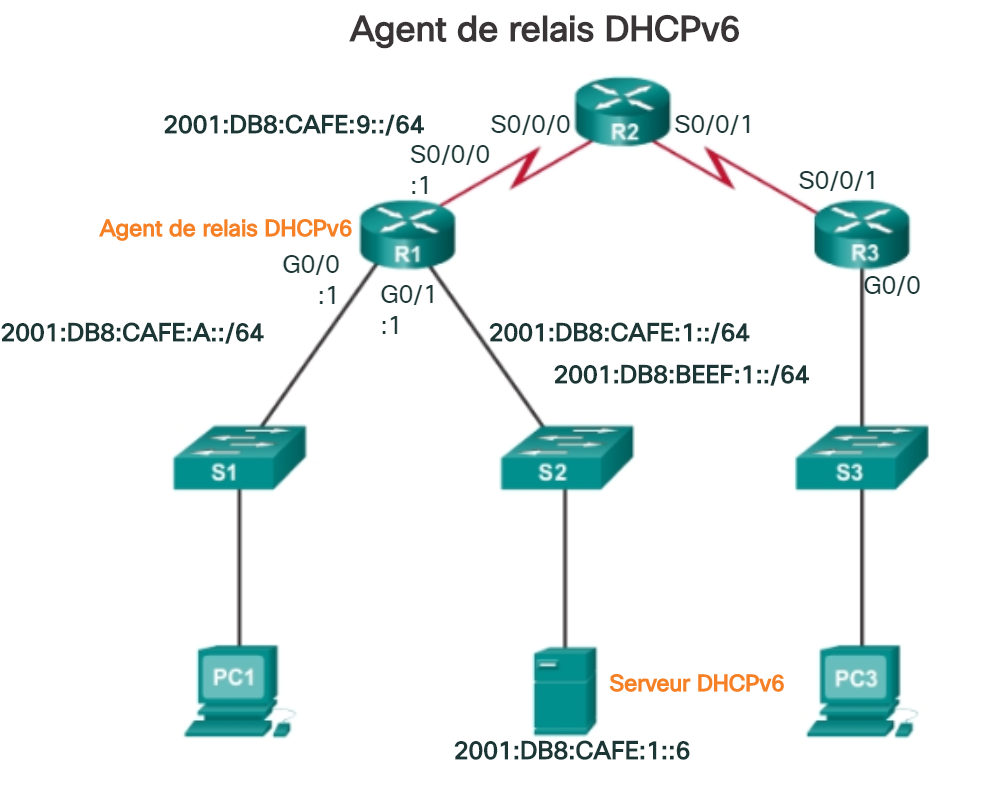 Agent de relais DHCPv6
R2
2001:DB8:CAFE:9::/64
S0/0/0
S0/0/1
S0/0/0
:1
S0/0/1
Agent de relais DHCPv6
R1
R3
G0/0
:1
G0/1
:1
G0/0
2001:DB8:CAFE:A::/64
2001:DB8:CAFE:1::/64
2001:DB8:BEEF:1::/64
S1
S2
S3
PC1
Serveur DHCPv6
PC3
2001:DB8:CAFE:1::6